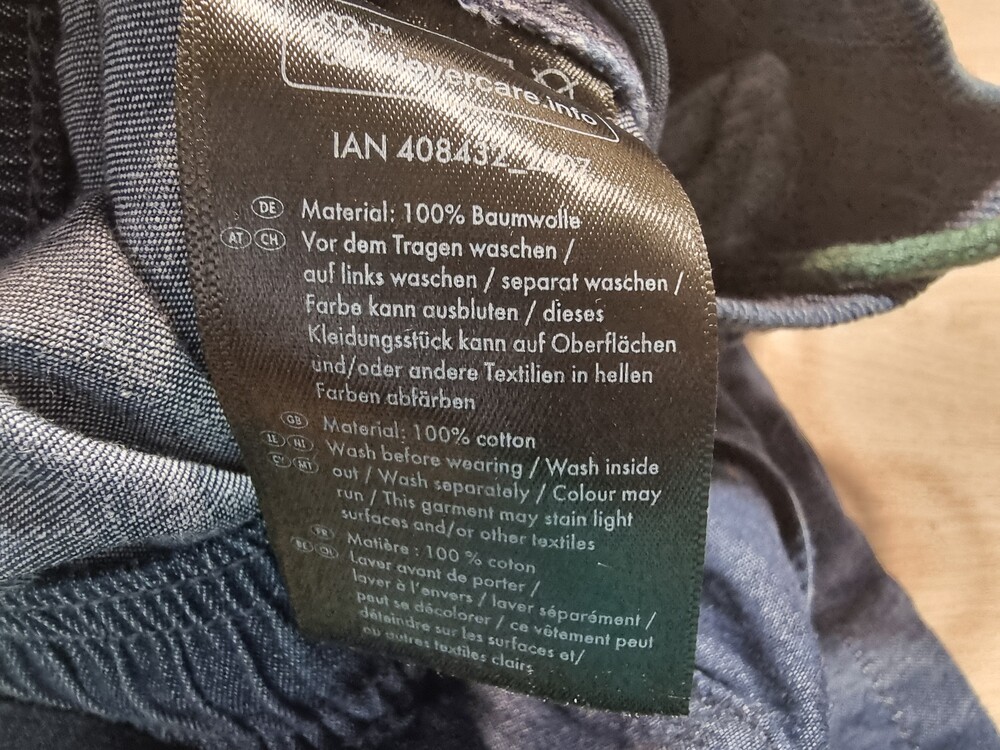 IAN 408432
DE Material: 100% Baumwolle
AT CH Vor dem Tragen waschen /
auf links waschen / separat waschen /
Farbe kann ausbluten / dieses
Kleidungsstück kann auf Oberflächen
und/oder andere Textilien in hellen
Farben abfärben
GB Material: 100% cotton
IE NI Wash before wearing / Wash inside
CY MT out / Wash separately / Colour may
run / This garment may stain light
surfaces and/or other textiles
FR Matière : 100 % coton
BE CH Laver avant de porter /
laver à l'envers / laver séparément /
peut se décolorer / ce vêtement peut
déteindre sur les surfaces et/
ou autres textiles clairs